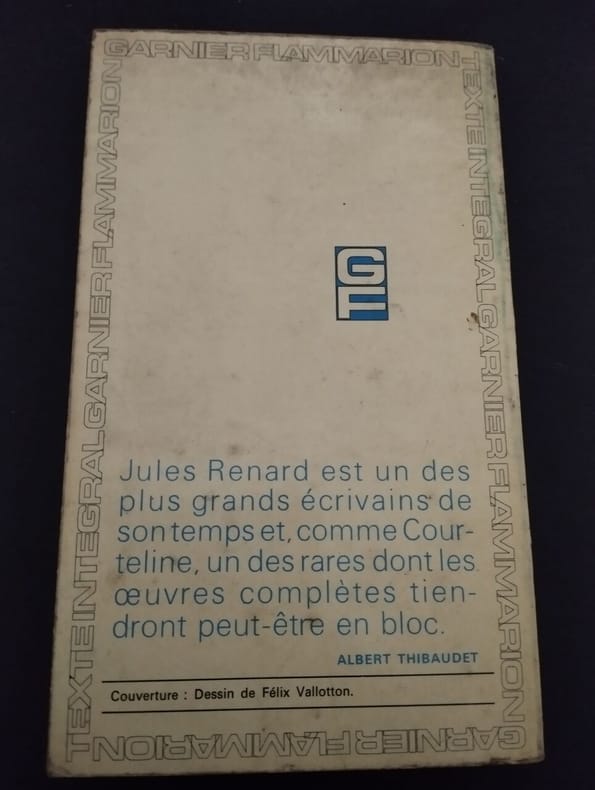 GARNIER FLAMMARION
TEXTE INTEGRAL GARNIER FLAMMARION
TEXTE INTEGRAL GARNIER FLAMMARION
GF
Jules Renard est un des
plus grands écrivains de
son temps et, comme Cour-
teline, un des rares dont les
œuvres complètes tien-
dront peut-être en bloc.
ALBERT THIBAUDET
Couverture : Dessin de Félix Vallotton.
GARNIER FLAMMARION